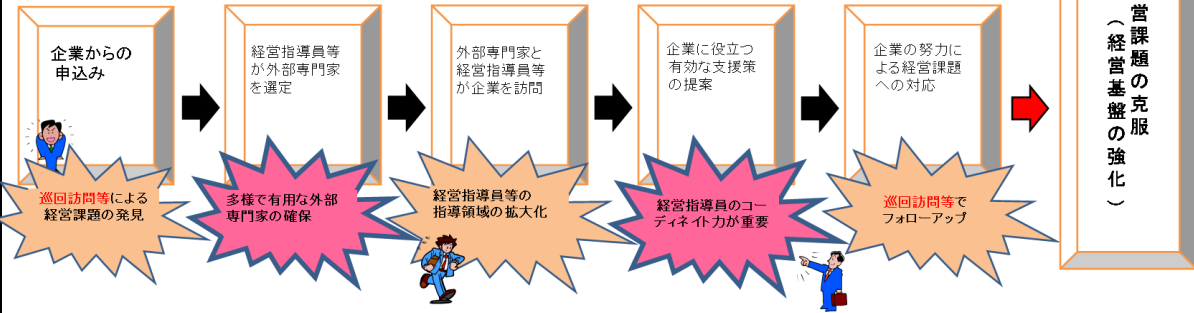 企業からの
申込み
経営指導員等
が外部専門家
を選定
外部専門家と
経営指導員等
が企業を訪問
企業に役立つ
有効な支援策
の提案
企業の努力に
よる経営課題
への対応
営課題の克服
（経営基盤の強化）
巡回訪問等による
経営課題の発見
多様で有用な外部
専門家の確保
経営指導員等の
指導領域の拡大化
経営指導員のコー
ディネイト力が重要
巡回訪問等で
フォローアップ